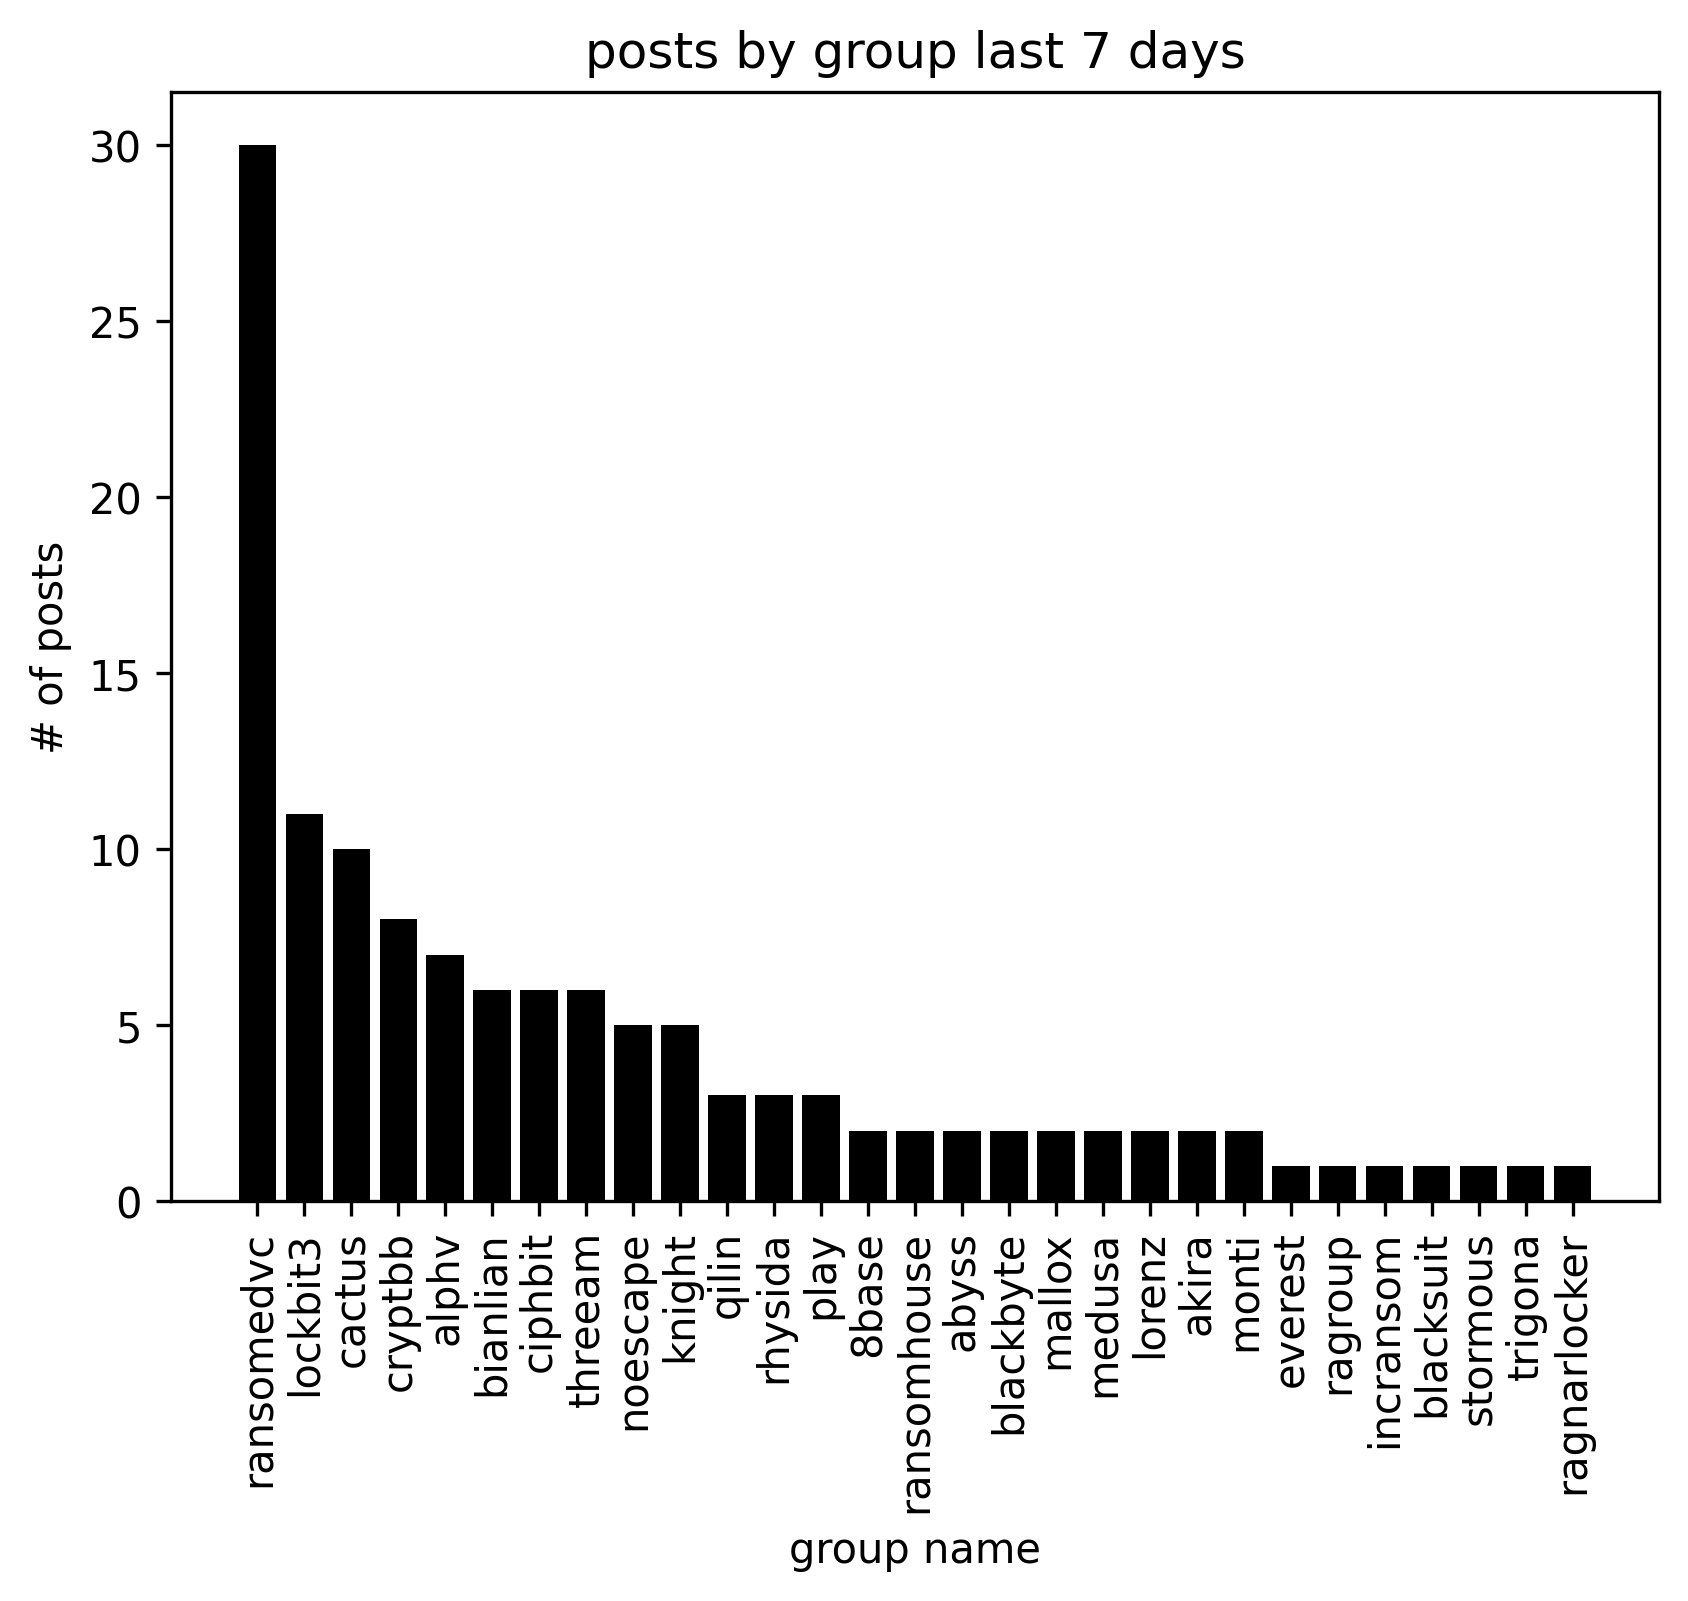 posts by group last 7 days
30
25
20
15
10
5
0
# of posts
ransomedvc
lockbit3
cactus
cryptbb
alphv
bianlian
ciphbit
threeam
noescape
knight
qilin
rhysida
play
8base
ransomhouse
abyss
blackbyte
mallox
medusa
lorenz
akira
monti
everest
ragroup
incransom
blacksuit
stormous
trigona
ragnarlocker
group name